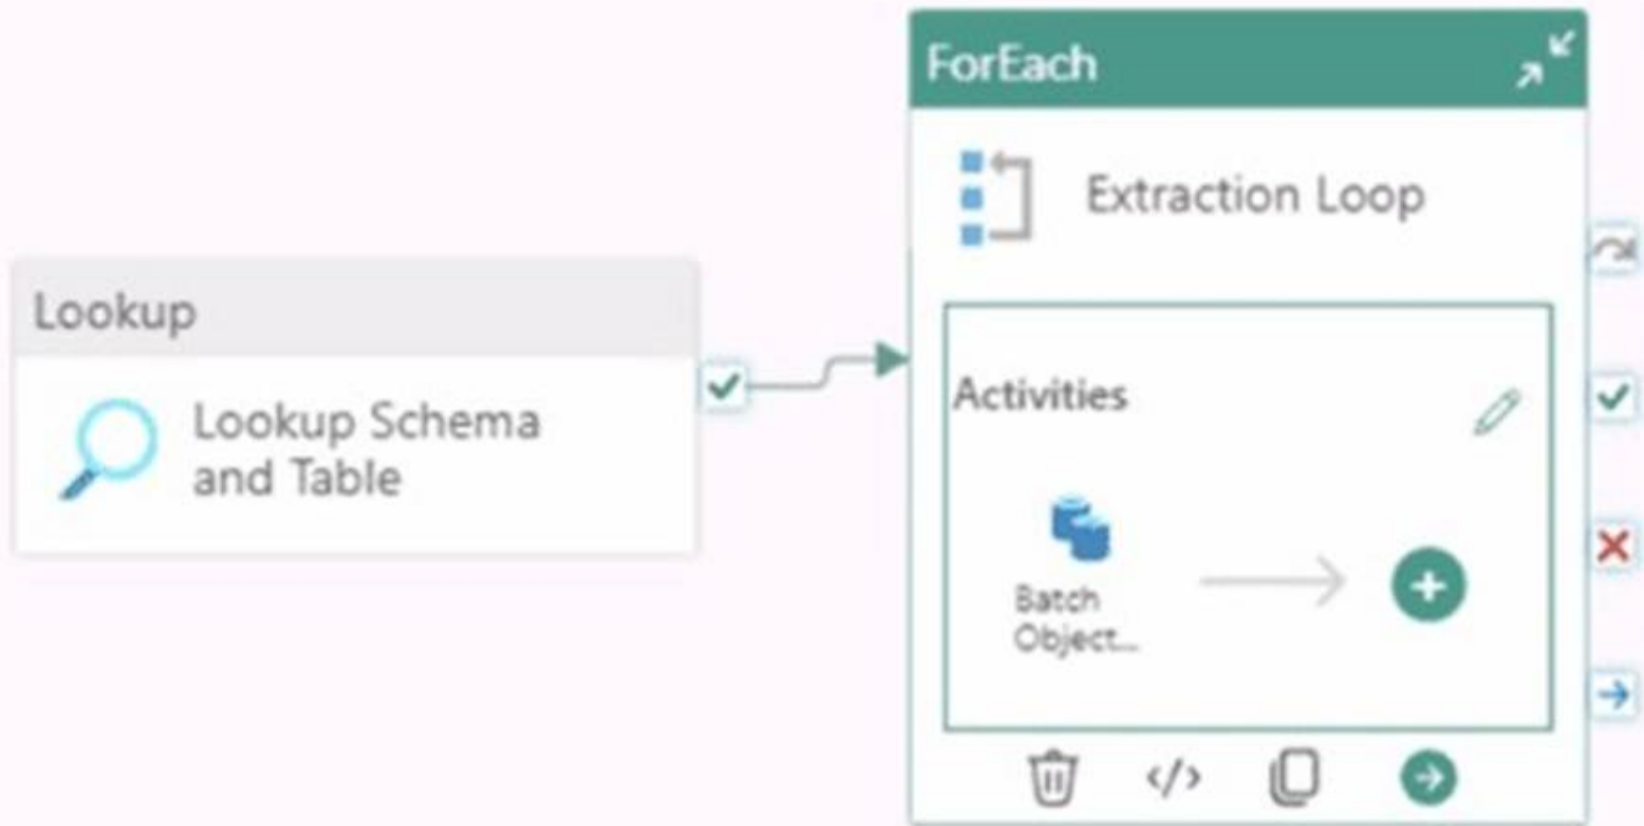 Lookup
Lookup Schema
and Table
ForEach
Extraction Loop
Activities
Batch
Object...